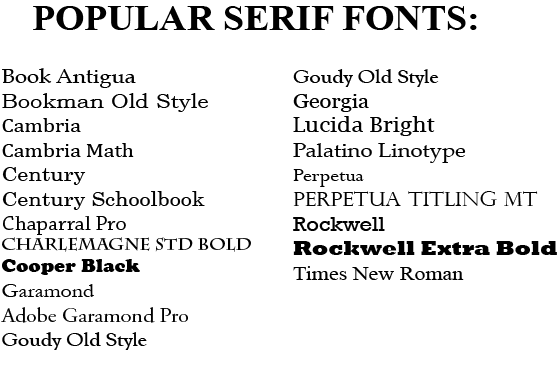 POPULAR SERIF FONTS:
Book Antigua
Bookman Old Style
Cambria
Cambria Math
Century
Century Schoolbook
Chaparral Pro
CHARLEMAGNE STD BOLD
Cooper Black
Garamond
Adobe Garamond Pro
Goudy Old Style
Goudy Old Style
Georgia
Lucida Bright
Palatino Linotype
Perpetua
PERPETUA TITLING MT
Rockwell
Rockwell Extra Bold
Times New Roman